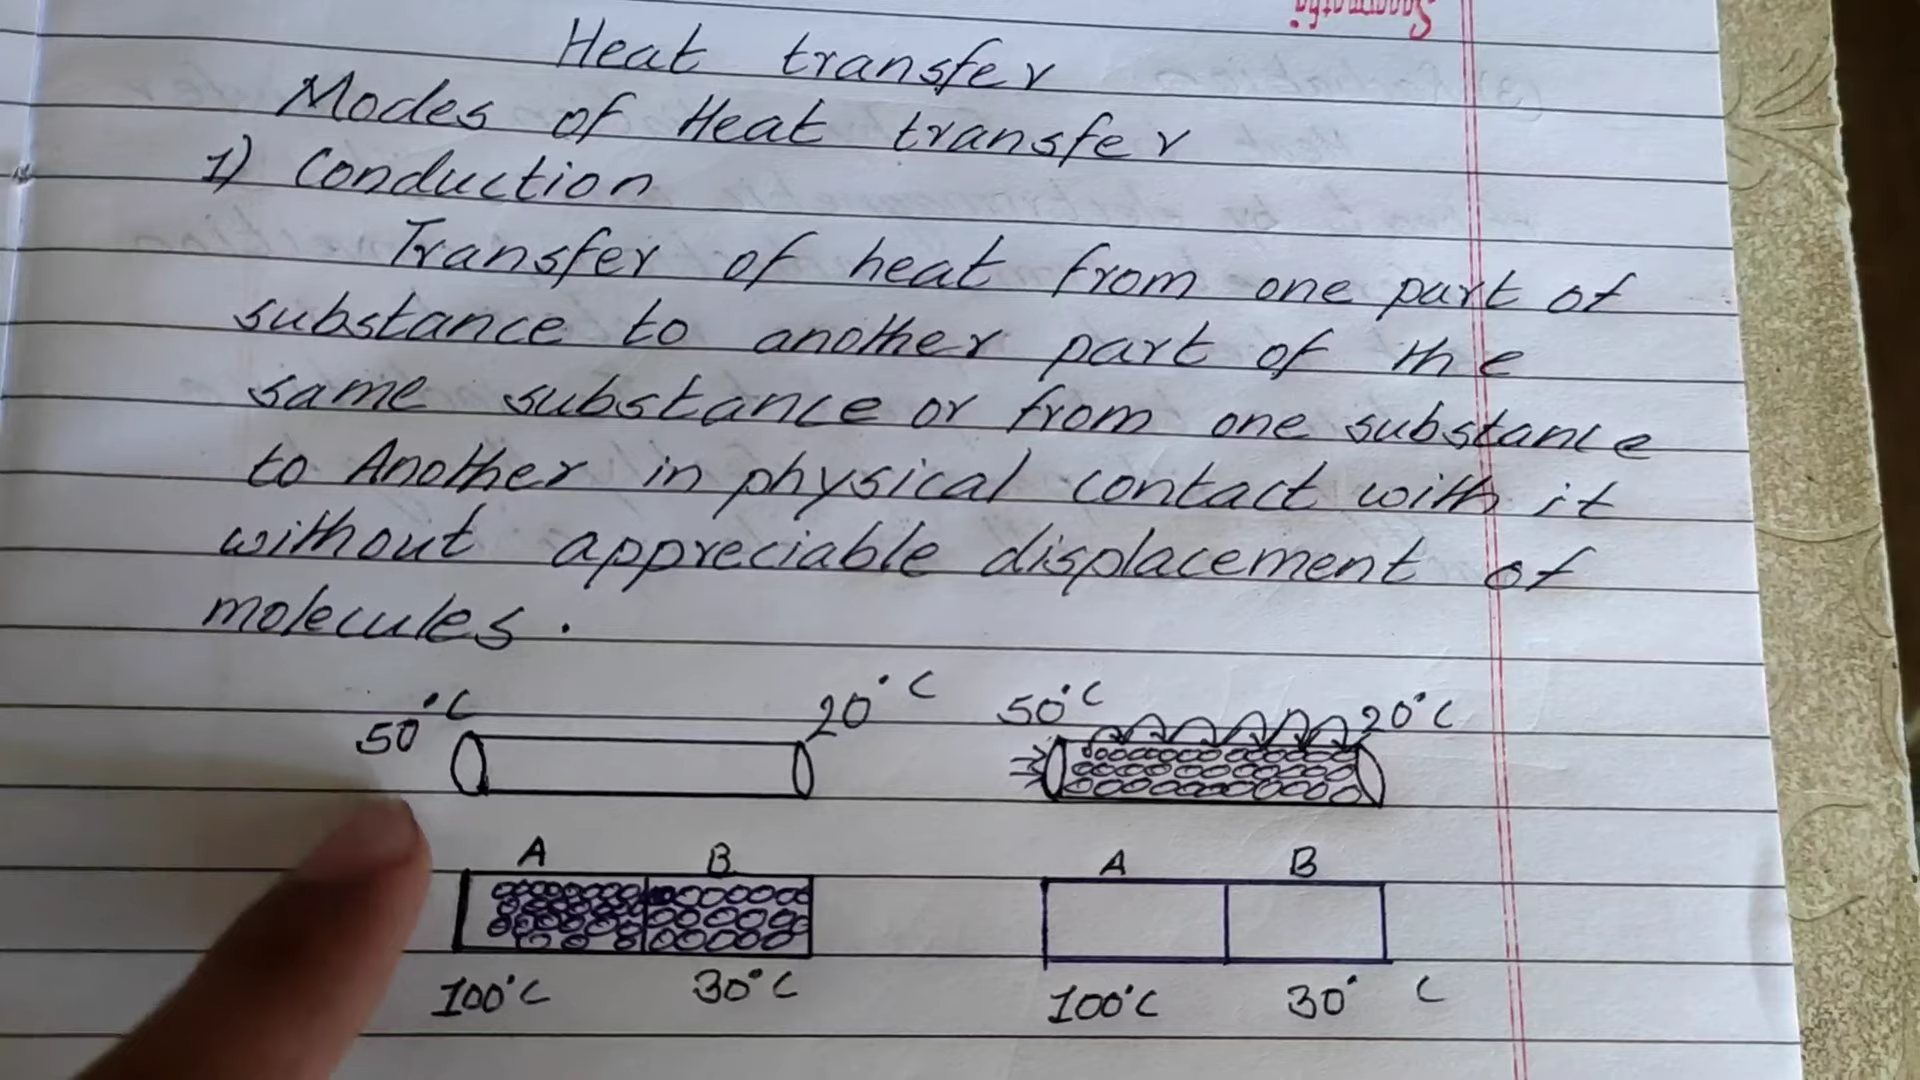 Heat transfer
Modes of Heat transfer
1) Conduction
Transfer of heat from one part of
substance to another part of the
same substance or from one substance
to Another in physical contact with it
without appreciable displacement of
molecules.
50°C 20°C 50°C 20°C
A B A B
100°C 30°C 100°C 30° C